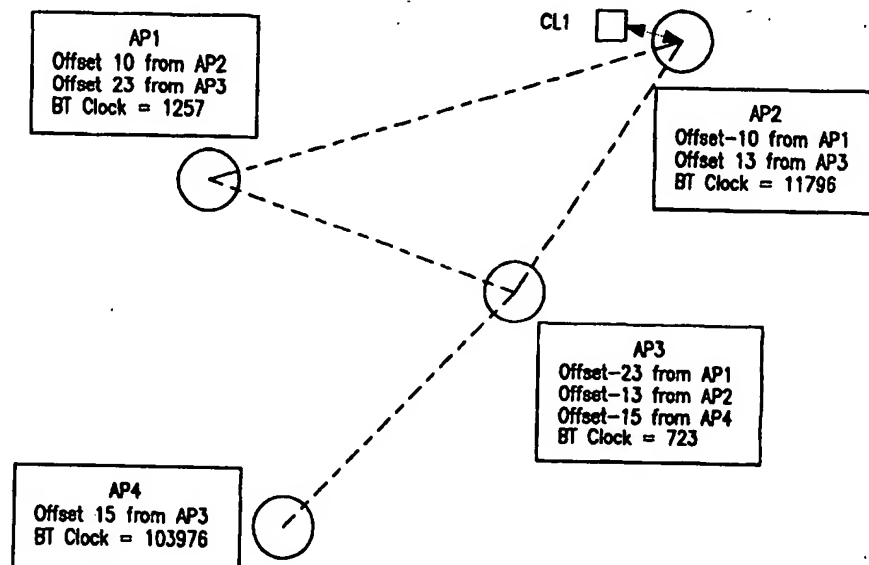 AP1
Offset 10 from AP2
Offset 23 from AP3
BT Clock = 1257
CL1
AP2
Offset-10 from AP1
Offset 13 from AP3
BT Clock = 11796
AP3
Offset-23 from AP1
Offset-13 from AP2
Offset-15 from AP4
BT Clock = 723
AP4
Offset 15 from AP3
BT Clock = 103976